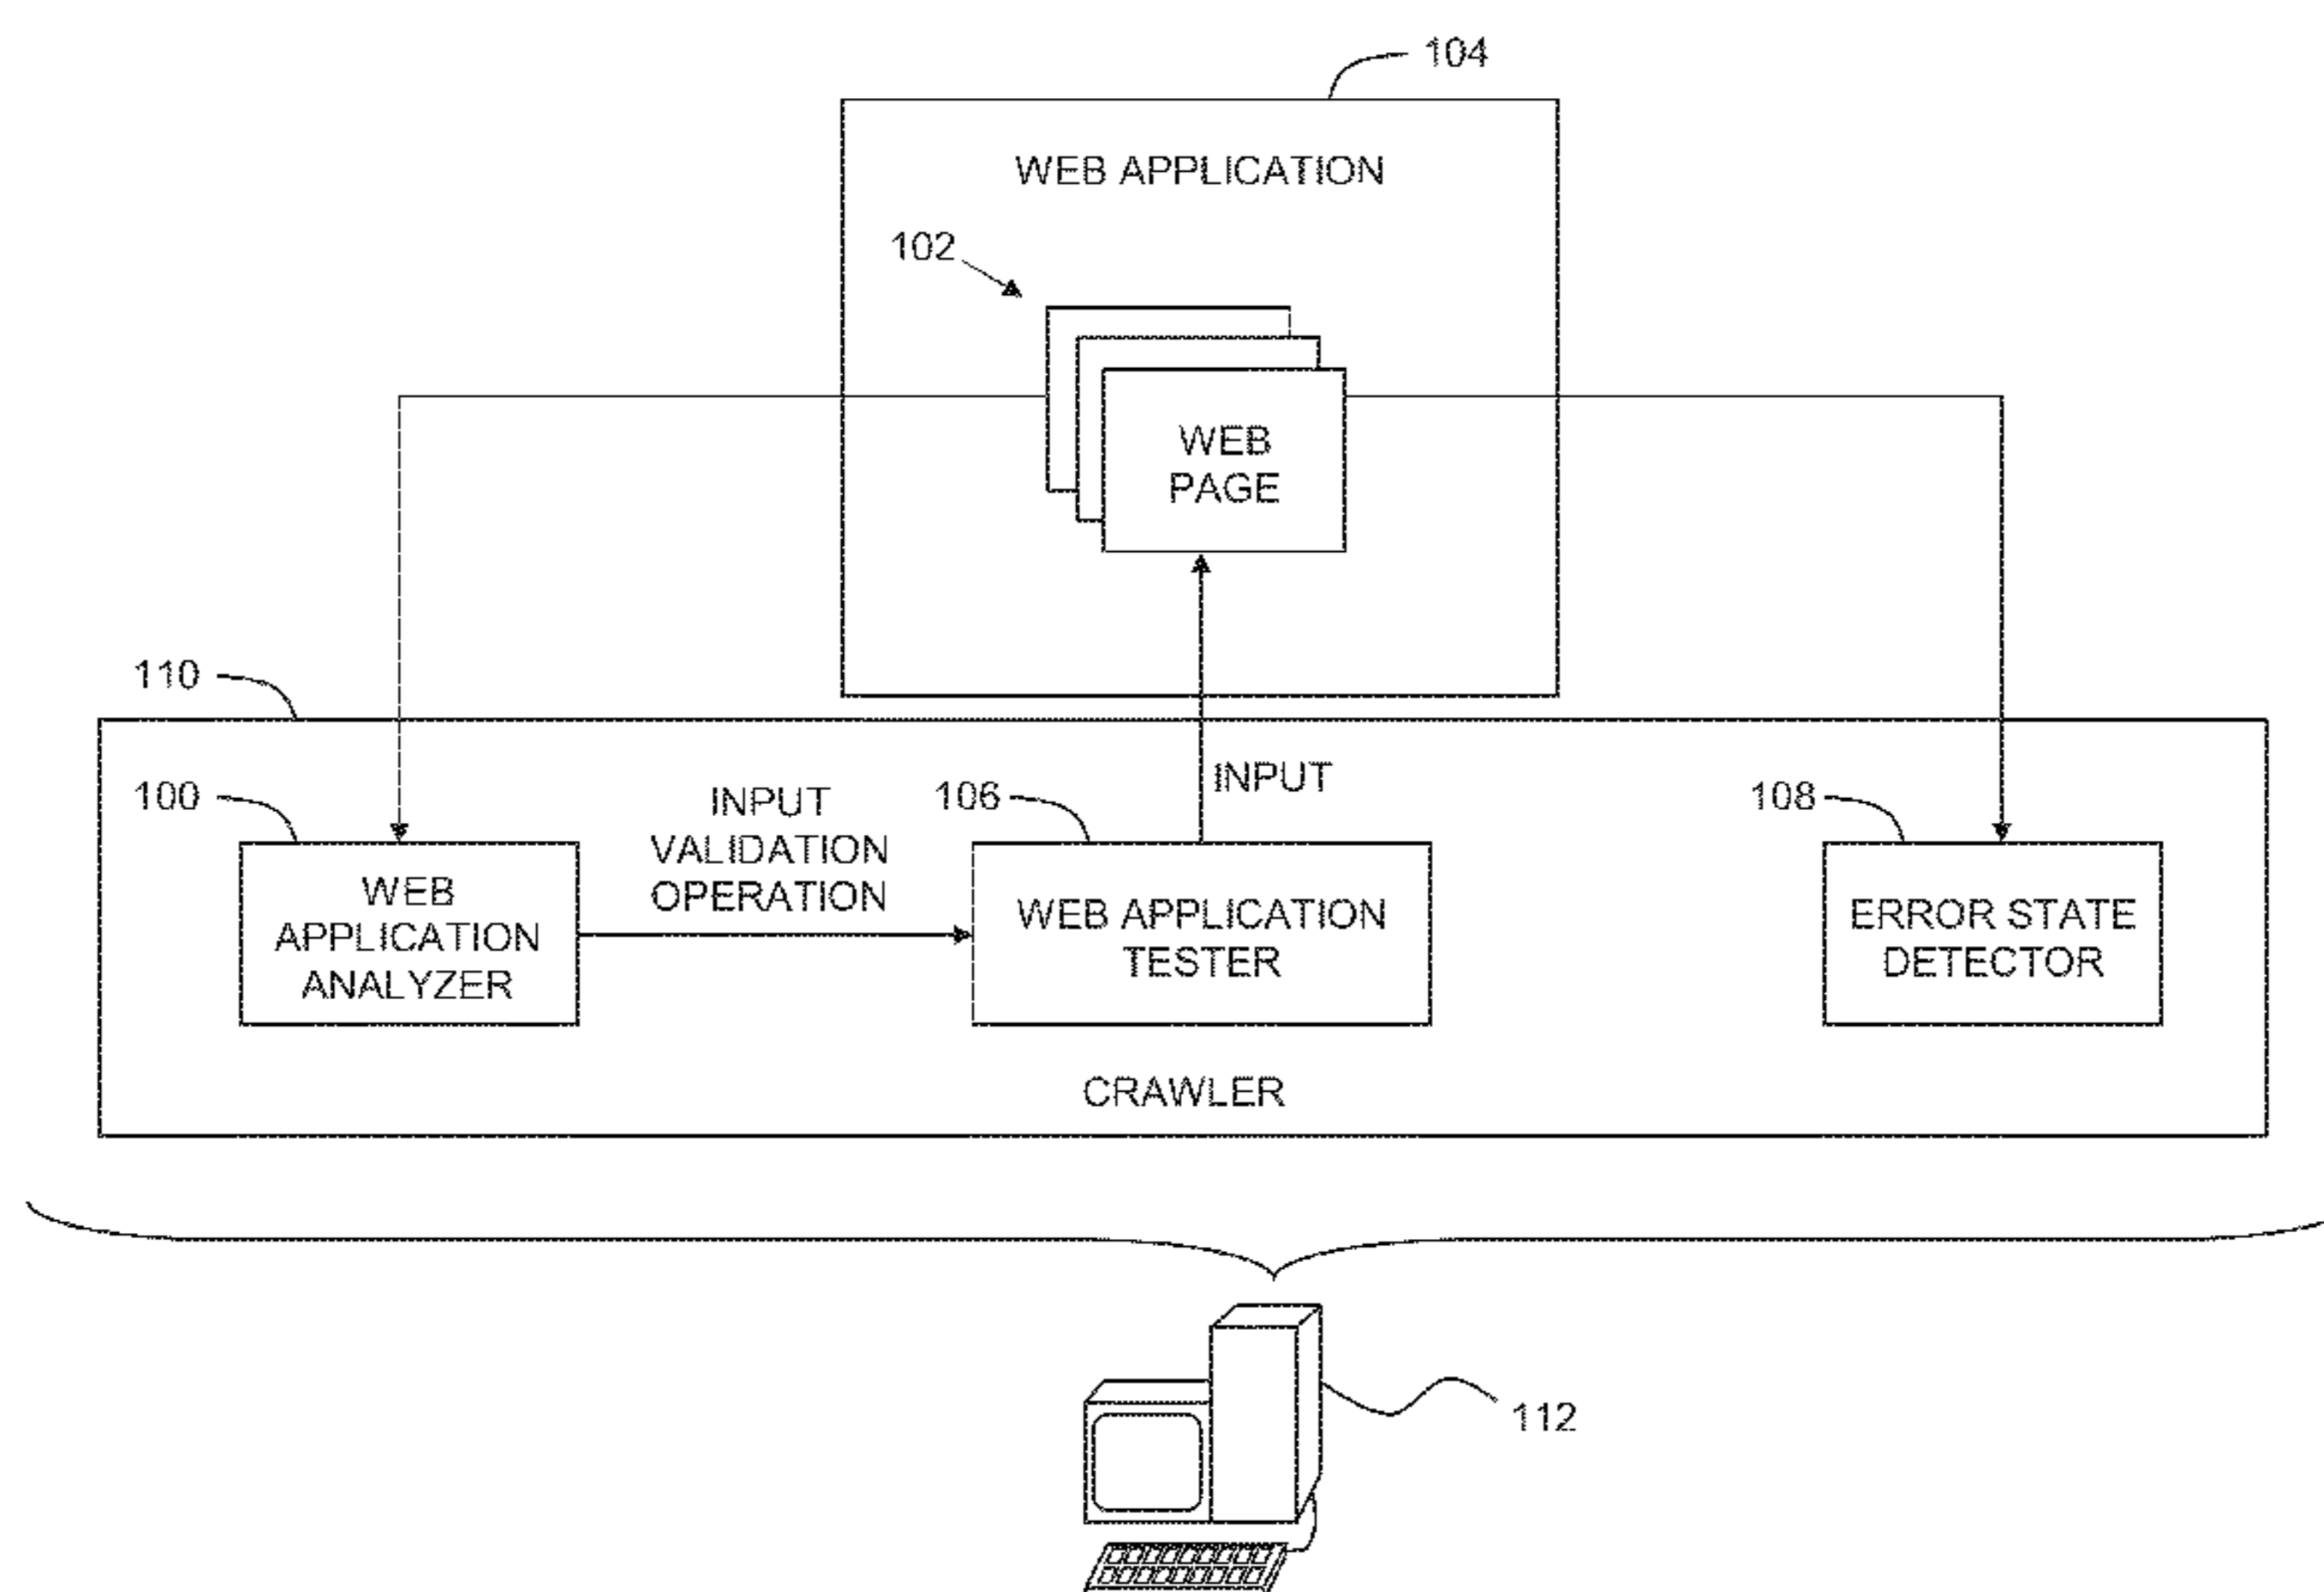 104
WEB APPLICATION
102
WEB
PAGE
110
INPUT
100
INPUT
VALIDATION
OPERATION
106
108
WEB
APPLICATION
ANALYZER
WEB APPLICATION
TESTER
ERROR STATE
DETECTOR
CRAWLER
112